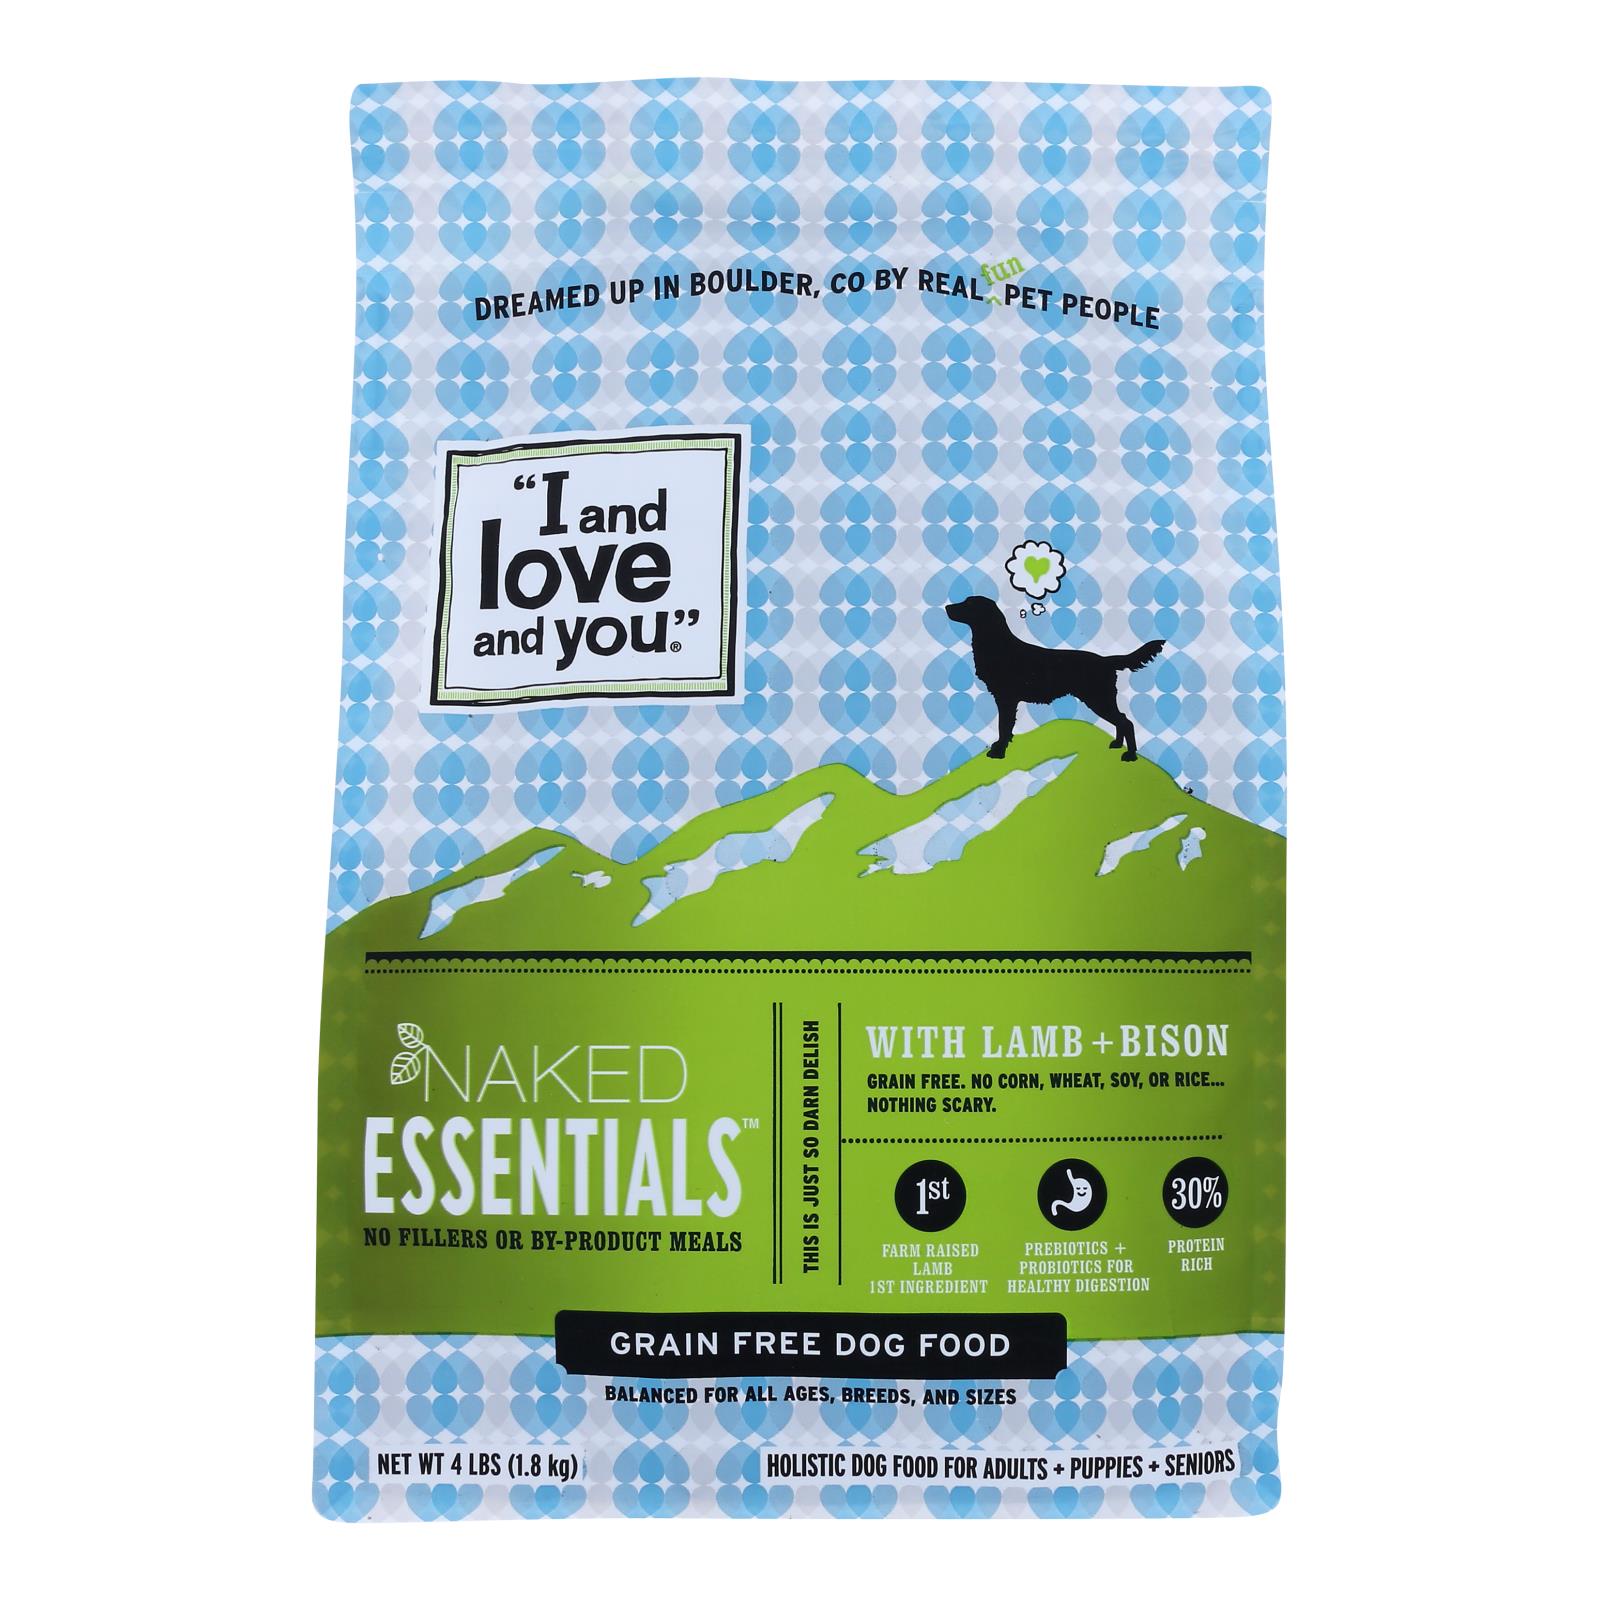 DREAMED UP IN BOULDER, CO BY REAL fun PET PEOPLE
"I and
love
and you"®
NAKED
ESSENTIALS™
NO FILLERS OR BY-PRODUCT MEALS
THIS IS JUST SO DARN DELISH
WITH LAMB + BISON
GRAIN FREE. NO CORN, WHEAT, SOY, OR RICE...
NOTHING SCARY.
1st
FARM RAISED
LAMB
1ST INGREDIENT
PREBIOTICS +
PROBIOTICS FOR
HEALTHY DIGESTION
30%
PROTEIN
RICH
GRAIN FREE DOG FOOD
BALANCED FOR ALL AGES, BREEDS, AND SIZES
NET WT 4 LBS (1.8 kg)
HOLISTIC DOG FOOD FOR ADULTS + PUPPIES + SENIORS